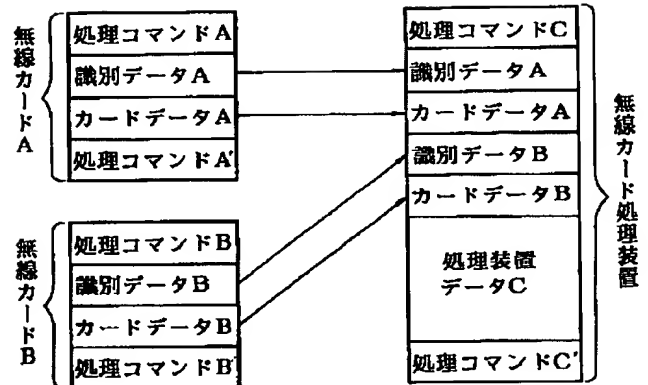 無線カードA
処理コマンドA
識別データA
カードデータA
処理コマンドA'
無線カードB
処理コマンドB
識別データB
カードデータB
処理コマンドB'
処理コマンドC
識別データA
カードデータA
識別データB
カードデータB
処理装置
データC
処理コマンドC'
無線カード処理装置